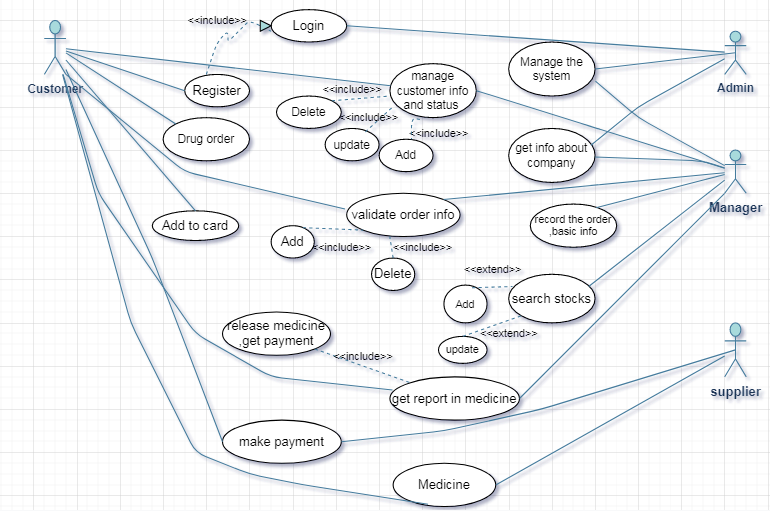 <<include>>
Login
Customer
Register
Drug order
Add to card
manage
customer info
and status
<<include>>
Delete
<<include>>
update
<<include>>
Add
Manage the
system
Admin
get info about
company
Manager
validate order info
record the order
,basic info
Add
<<include>>
<<include>>
Delete
<<extend>>
Add
search stocks
<<extend>>
update
release medicine
,get payment
<<include>>
get report in medicine
supplier
make payment
Medicine